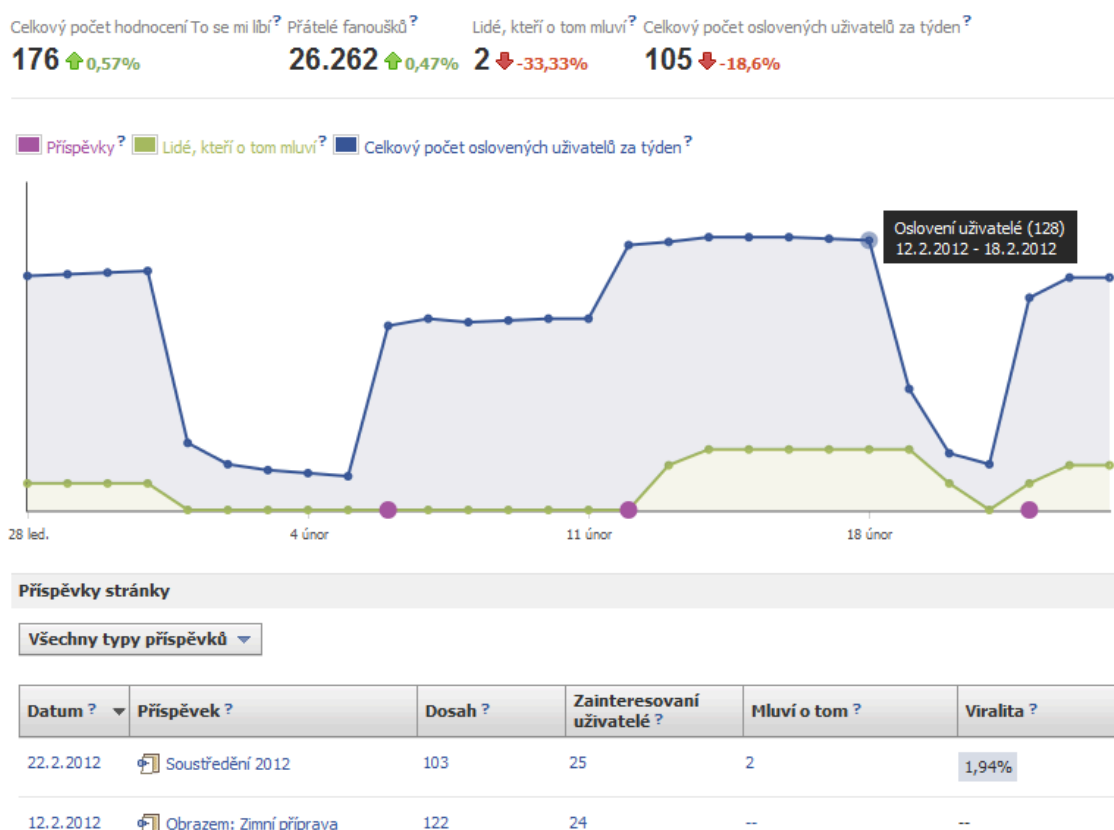 Celkový počet hodnocení To se mi líbí? Přátelé fanoušků? Lidé, kteří o tom mluví? Celkový počet oslovených uživatelů za týden?
176 0,57% 26.262 0,47% 2 -33,33% 105 -18,6%
Příspěvky? Lidé, kteří o tom mluví? Celkový počet oslovených uživatelů za týden?
Oslovení uživatelé (128)
12.2.2012 - 18.2.2012
28 led. 4 únor 11 únor 18 únor
Příspěvky stránky
Všechny typy příspěvků
Datum ? Příspěvek ? Dosah ? Zainteresovaní uživatelé ? Mluví o tom ? Viralita ?
22.2.2012 Soustředění 2012 103 25 2 1,94%
12.2.2012 Obrazem: Zimní příprava 122 24 -- --